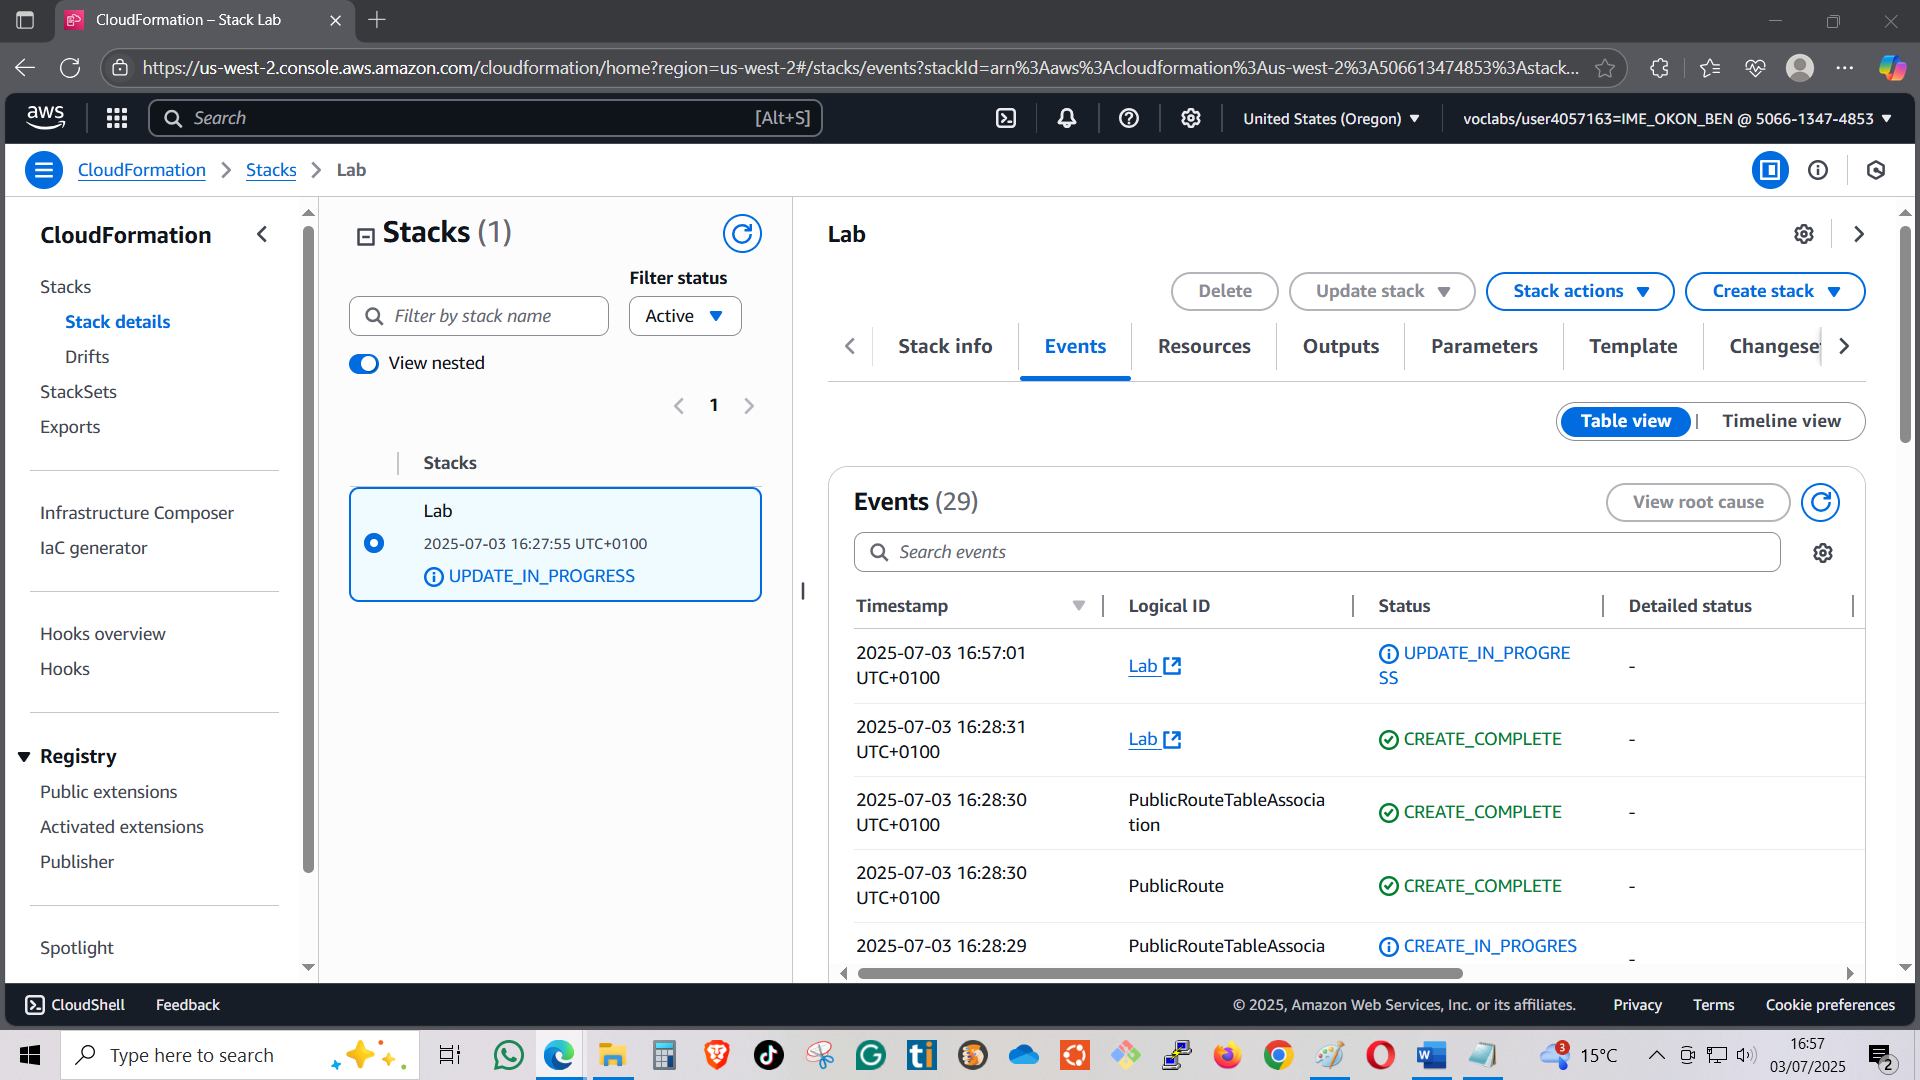 CloudFormation – Stack Lab
https://us-west-2.console.aws.amazon.com/cloudformation/home?region=us-west-2#/stacks/events?stackId=arn%3Aaws%3Acloudformation%3Aus-west-2%3A506613474853%3Astack...
aws
Search
[Alt+S]
United States (Oregon)
voclabs/user4057163=IME_OKON_BEN @ 5066-1347-4853
CloudFormation
Stacks
Lab
CloudFormation
Stacks
Stack details
Drifts
StackSets
Exports
Infrastructure Composer
IaC generator
Hooks overview
Hooks
Registry
Public extensions
Activated extensions
Publisher
Spotlight
Stacks (1)
Filter status
Filter by stack name
Active
View nested
1
Stacks
Lab
2025-07-03 16:27:55 UTC+0100
UPDATE_IN_PROGRESS
Lab
Delete
Update stack
Stack actions
Create stack
Stack info
Events
Resources
Outputs
Parameters
Template
Changese
Table view
Timeline view
Events (29)
View root cause
Search events
Timestamp
Logical ID
Status
Detailed status
2025-07-03 16:57:01
UTC+0100
Lab
UPDATE_IN_PROGRE
SS
-
2025-07-03 16:28:31
UTC+0100
Lab
CREATE_COMPLETE
-
2025-07-03 16:28:30
UTC+0100
PublicRouteTableAssocia
tion
CREATE_COMPLETE
-
2025-07-03 16:28:30
UTC+0100
PublicRoute
CREATE_COMPLETE
-
2025-07-03 16:28:29
PublicRouteTableAssocia
CREATE_IN_PROGRES
-
CloudShell
Feedback
© 2025, Amazon Web Services, Inc. or its affiliates.
Privacy
Terms
Cookie preferences
Type here to search
ti
3
15°C
16:57
03/07/2025
2